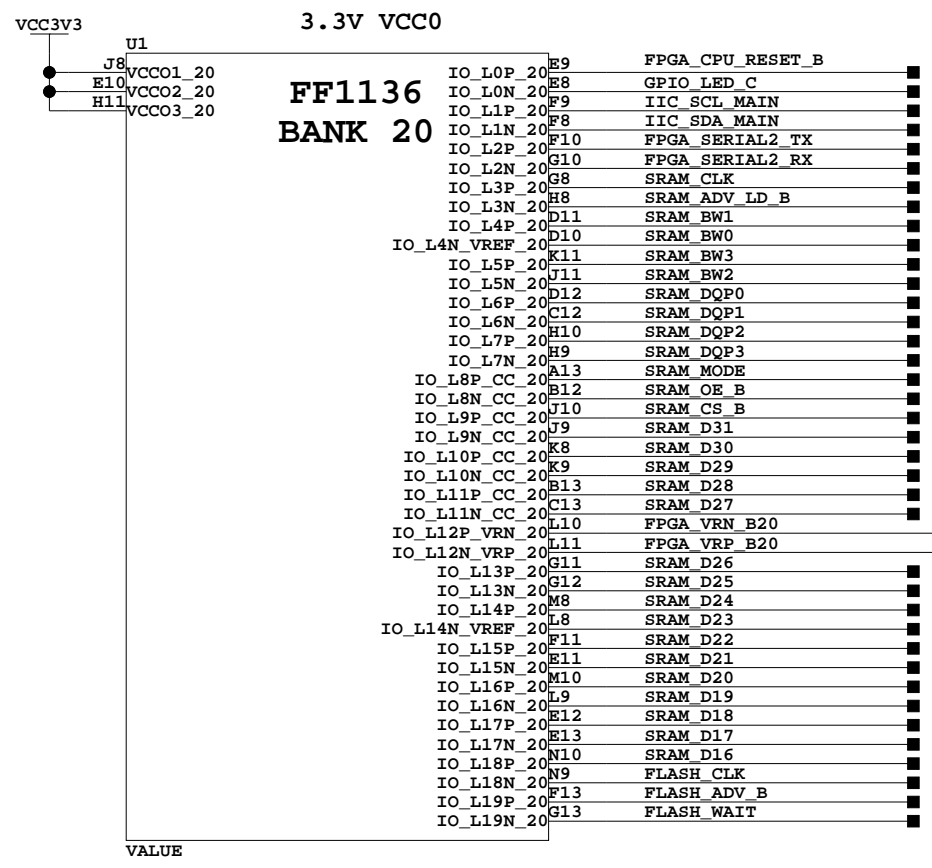 3.3V VCC0
VCC3V3
U1
FF1136
BANK 20
J8 VCCO1_20
E10 VCCO2_20
H11 VCCO3_20
IO_L0P_20 E9 FPGA_CPU_RESET_B
IO_L0N_20 E8 GPIO_LED_C
IO_L1P_20 F9 IIC_SCL_MAIN
IO_L1N_20 F8 IIC_SDA_MAIN
IO_L2P_20 F10 FPGA_SERIAL2_TX
IO_L2N_20 G10 FPGA_SERIAL2_RX
IO_L3P_20 G8 SRAM_CLK
IO_L3N_20 H8 SRAM_ADV_LD_B
IO_L4P_20 D11 SRAM_BW1
IO_L4N_VREF_20 D10 SRAM_BW0
IO_L5P_20 K11 SRAM_BW3
IO_L5N_20 J11 SRAM_BW2
IO_L6P_20 D12 SRAM_DQP0
IO_L6N_20 C12 SRAM_DQP1
IO_L7P_20 H10 SRAM_DQP2
IO_L7N_20 H9 SRAM_DQP3
IO_L8P_CC_20 A13 SRAM_MODE
IO_L8N_CC_20 B12 SRAM_OE_B
IO_L9P_CC_20 J10 SRAM_CS_B
IO_L9N_CC_20 J9 SRAM_D31
IO_L10P_CC_20 K8 SRAM_D30
IO_L10N_CC_20 K9 SRAM_D29
IO_L11P_CC_20 B13 SRAM_D28
IO_L11N_CC_20 C13 SRAM_D27
IO_L12P_VRN_20 L10 FPGA_VRN_B20
IO_L12N_VRP_20 L11 FPGA_VRP_B20
IO_L13P_20 G11 SRAM_D26
IO_L13N_20 G12 SRAM_D25
IO_L14P_20 M8 SRAM_D24
IO_L14N_VREF_20 L8 SRAM_D23
IO_L15P_20 F11 SRAM_D22
IO_L15N_20 E11 SRAM_D21
IO_L16P_20 M10 SRAM_D20
IO_L16N_20 L9 SRAM_D19
IO_L17P_20 E12 SRAM_D18
IO_L17N_20 E13 SRAM_D17
IO_L18P_20 N10 SRAM_D16
IO_L18N_20 N9 FLASH_CLK
IO_L19P_20 F13 FLASH_ADV_B
IO_L19N_20 G13 FLASH_WAIT
VALUE